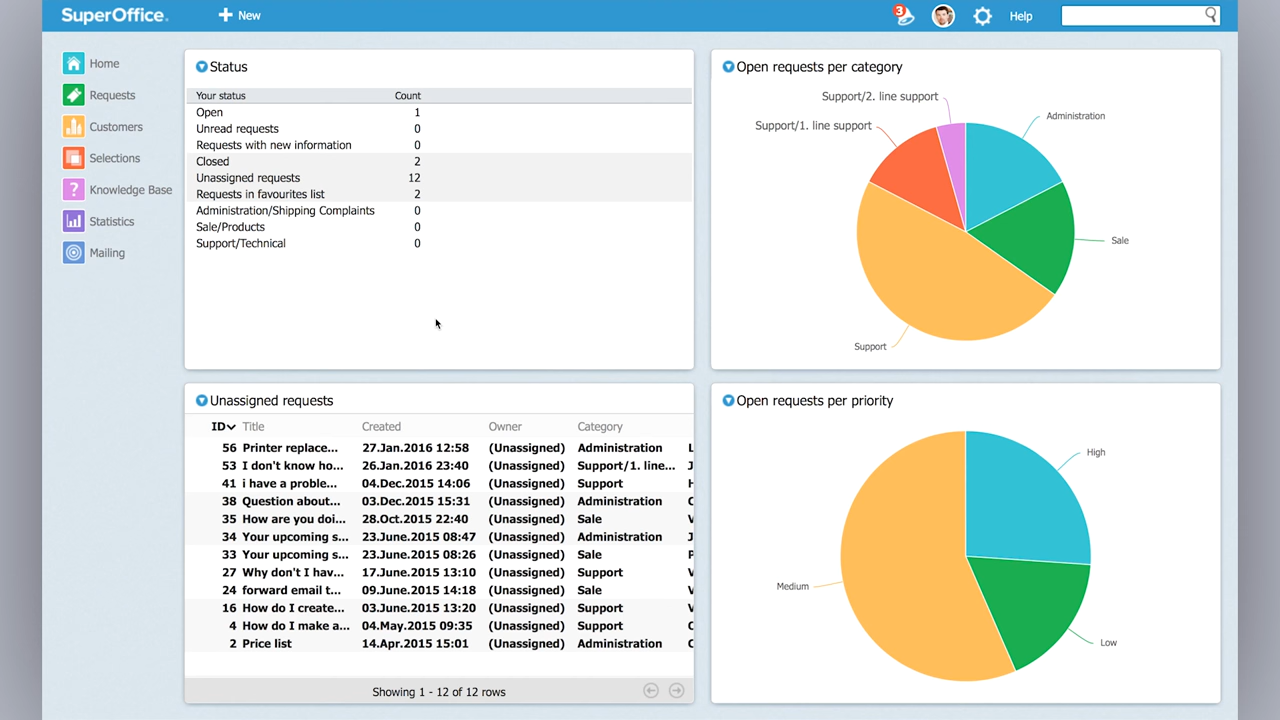 SuperOffice.
New
3
Help
Home
Requests
Customers
Selections
Knowledge Base
Statistics
Mailing
Status
Your status Count
Open 1
Unread requests 0
Requests with new information 0
Closed 2
Unassigned requests 12
Requests in favourites list 2
Administration/Shipping Complaints 0
Sale/Products 0
Support/Technical 0
Open requests per category
Support/2. line support
Administration
Support/1. line support
Sale
Support
Unassigned requests
ID Title Created Owner Category
56 Printer replace... 27.Jan.2016 12:58 (Unassigned) Administration L
53 I don't know ho... 26.Jan.2016 23:40 (Unassigned) Support/1. line... J
41 i have a proble... 04.Dec.2015 14:06 (Unassigned) Support
38 Question about... 03.Dec.2015 15:31 (Unassigned) Administration
35 How are you doi... 28.Oct.2015 22:40 (Unassigned) Sale
34 Your upcoming s... 23.June.2015 08:47 (Unassigned) Administration J
33 Your upcoming s... 23.June.2015 08:26 (Unassigned) Sale
27 Why don't I hav... 17.June.2015 13:10 (Unassigned) Support
24 forward email t... 09.June.2015 14:18 (Unassigned) Sale
16 How do I create... 03.June.2015 13:20 (Unassigned) Support
4 How do I make a... 04.May.2015 09:35 (Unassigned) Support
2 Price list 14.Apr.2015 15:01 (Unassigned) Administration
Showing 1 - 12 of 12 rows
Open requests per priority
High
Medium
Low